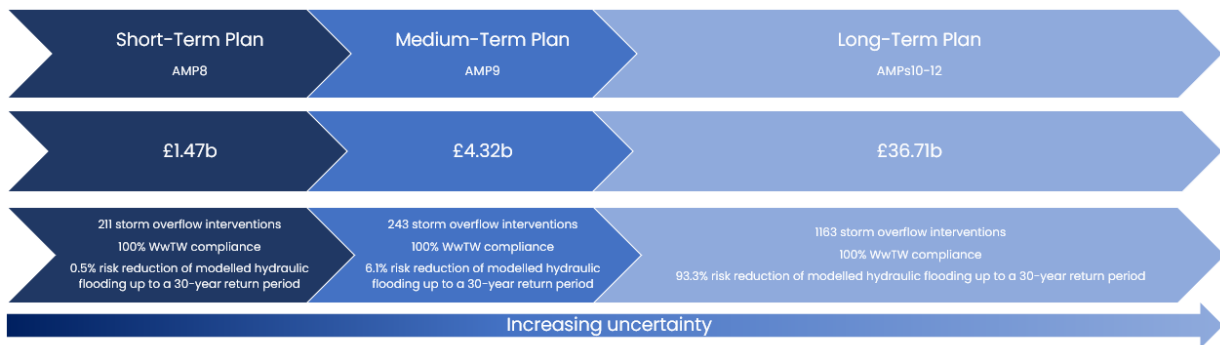 Short-Term Plan
AMP8
Medium-Term Plan
AMP9
Long-Term Plan
AMPs10-12
£1.47b
£4.32b
£36.71b
211 storm overflow interventions
100% WwTW compliance
0.5% risk reduction of modelled hydraulic
flooding up to a 30-year return period
243 storm overflow interventions
100% WwTW compliance
6.1% risk reduction of modelled hydraulic
flooding up to a 30-year return period
1163 storm overflow interventions
100% WwTW compliance
93.3% risk reduction of modelled hydraulic flooding up to a 30-year return period
Increasing uncertainty